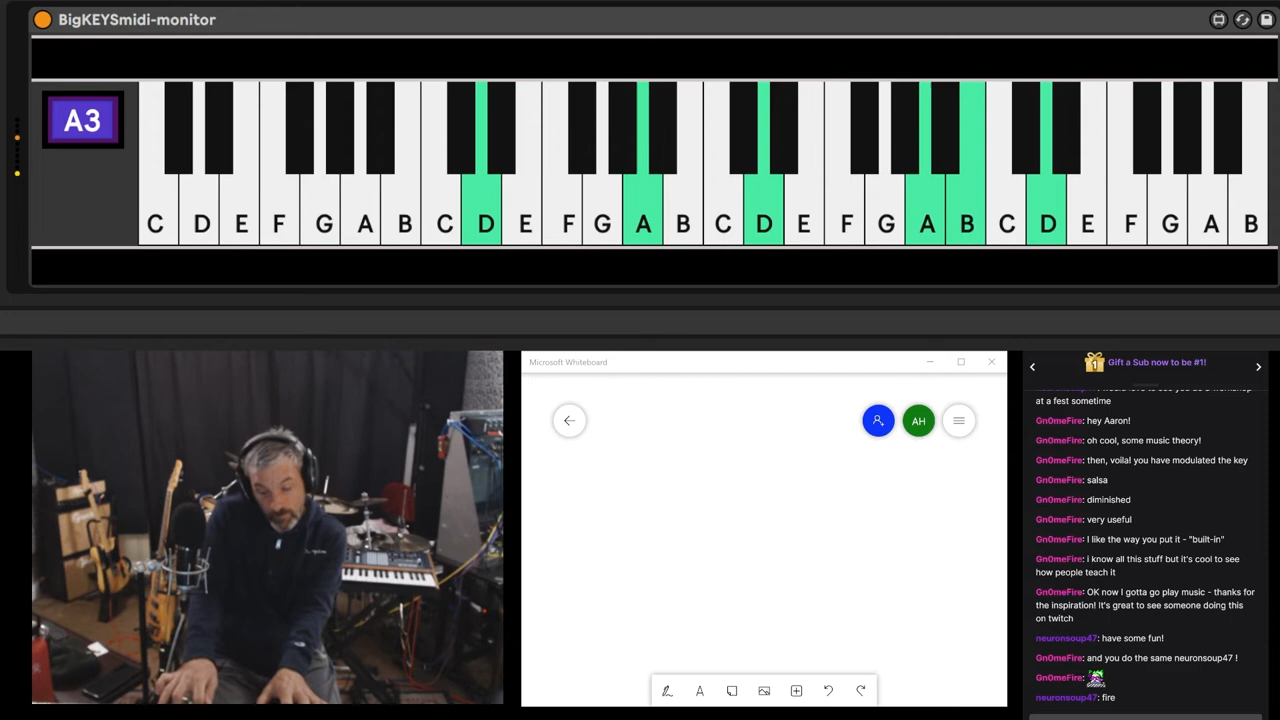 BigKEYSmidi-monitor
A3
C D E F G A B C D E F G A B C D E F G A B C D E F G A B
Microsoft Whiteboard
AH
A
1 Gift a Sub now to be #1!
at a fest sometime
Gn0meFire: hey Aaron!
Gn0meFire: oh cool, some music theory!
Gn0meFire: then, voila! you have modulated the key
Gn0meFire: salsa
Gn0meFire: diminished
Gn0meFire: very useful
Gn0meFire: I like the way you put it - "built-in"
Gn0meFire: i know all this stuff but it's cool to see
how people teach it
Gn0meFire: OK now I gotta go play music - thanks for
the inspiration! It's great to see someone doing this
on twitch
neuronsoup47: have some fun!
Gn0meFire: and you do the same neuronsoup47 !
Gn0meFire:
neuronsoup47: fire